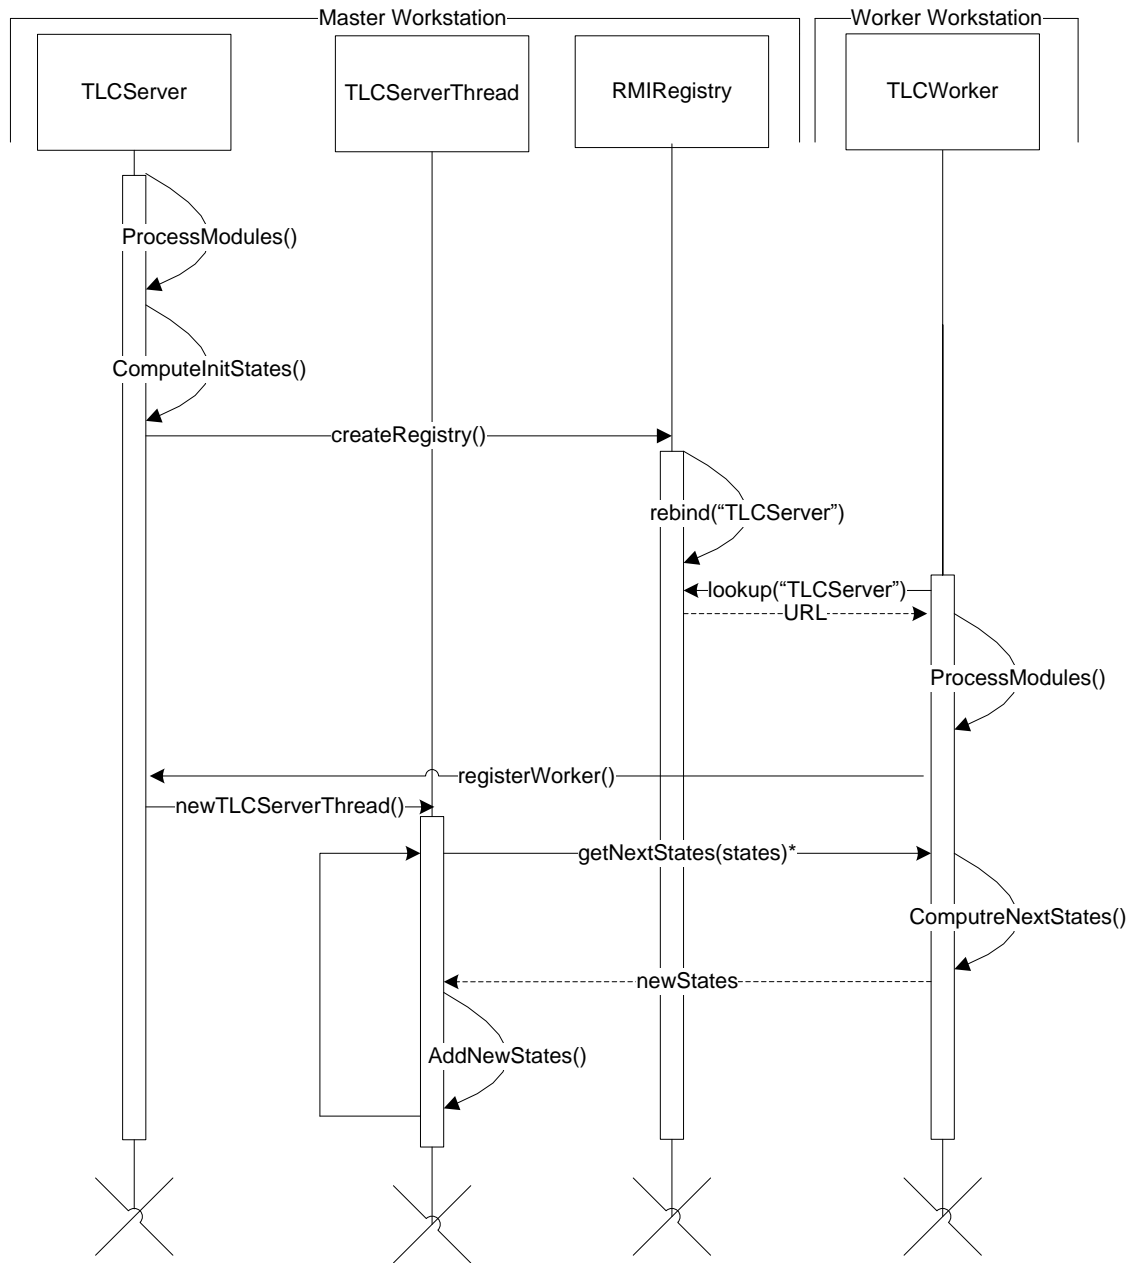 Master Workstation
Worker Workstation
TLCServer
TLCServerThread
RMIRegistry
TLCWorker
ProcessModules()
ComputeInitStates()
createRegistry()
rebind(“TLCServer”)
lookup(“TLCServer”)
URL
ProcessModules()
registerWorker()
newTLCServerThread()
getNextStates(states)*
ComputreNextStates()
newStates
AddNewStates()